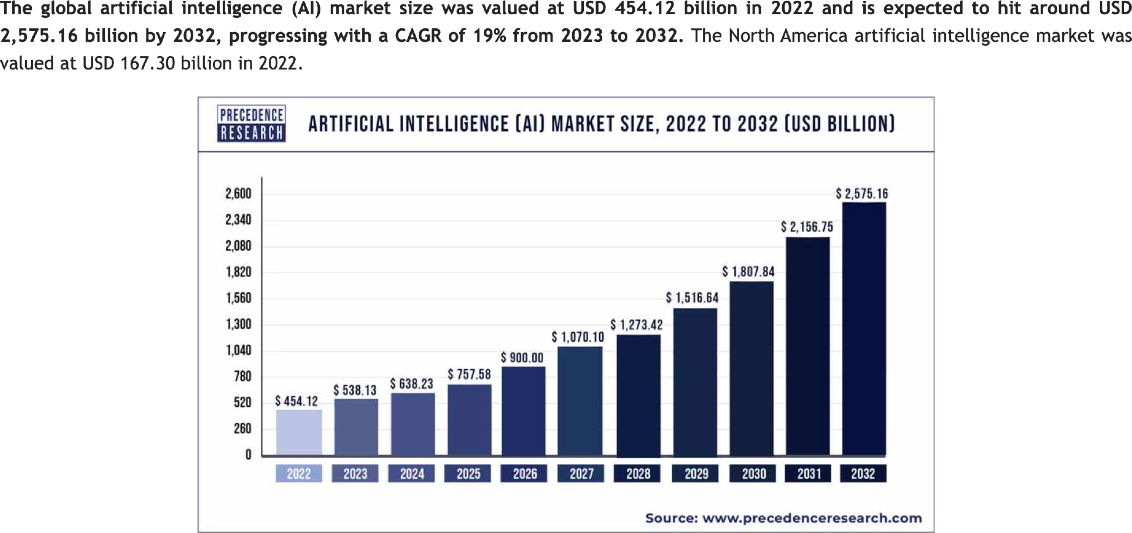 The global artificial intelligence (AI) market size was valued at USD 454.12 billion in 2022 and is expected to hit around USD
2,575.16 billion by 2032, progressing with a CAGR of 19% from 2023 to 2032. The North America artificial intelligence market was
valued at USD 167.30 billion in 2022.
PRECEDENCE
RESEARCH
ARTIFICIAL INTELLIGENCE (AI) MARKET SIZE, 2022 TO 2032 (USD BILLION)
2,600
2,340
2,080
1,820
1,560
1,300
1,040
780
520
260
0
$ 454.12
$ 538.13
$ 638.23
$ 757.58
$ 900.00
$ 1,070.10
$ 1,273.42
$ 1,516.64
$ 1,807.84
$ 2,156.75
$ 2,575.16
2022 2023 2024 2025 2026 2027 2028 2029 2030 2031 2032
Source: www.precedenceresearch.com